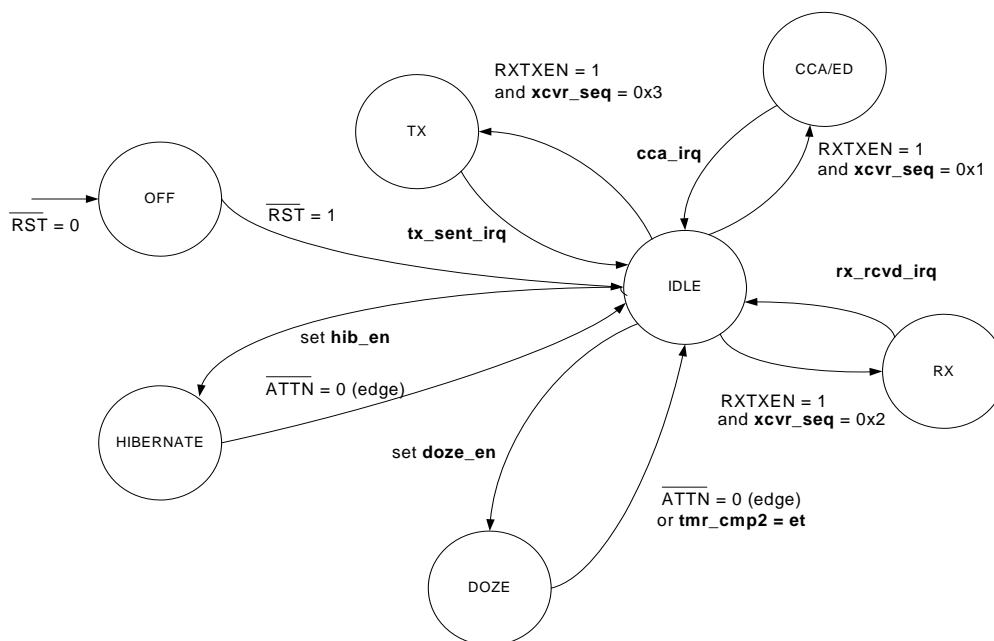 RXTXEN = 1
and xcvr_seq = 0x3
CCA/ED
TX
cca_irq
RXTXEN = 1
and xcvr_seq = 0x1
OFF
RST = 0
RST = 1
tx_sent_irq
IDLE
rx_rcvd_irq
set hib_en
RX
ATTN = 0 (edge)
RXTXEN = 1
and xcvr_seq = 0x2
HIBERNATE
set doze_en
ATTN = 0 (edge)
or tmr_cmp2 = et
DOZE